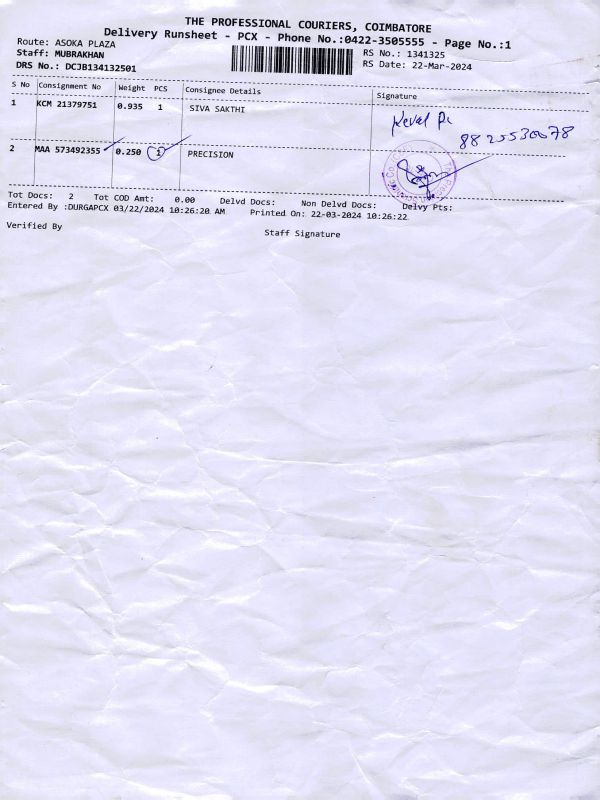 THE PROFESSIONAL COURIERS, COIMBATORE
Delivery Runsheet - PCX - Phone No.:0422-3505555 - Page No.:1
Route: ASOKA PLAZA
Staff: MUBRAKHAN
DRS No.: DCJB134132501
RS No.: 1341325
RS Date: 22-Mar-2024
S No Consignment No Weight PCS Consignee Details Signature
1 KCM 21379751 0.935 1 SIVA SAKTHI
2 MAA 573492355 0.250 1 PRECISION
Tot Docs: 2 Tot COD Amt: 0.00 Delvd Docs: Non Delvd Docs: Delvy Pts:
Entered By :DURGAPCX 03/22/2024 10:26:20 AM Printed On: 22-03-2024 10:26:22
Verified By
Staff Signature